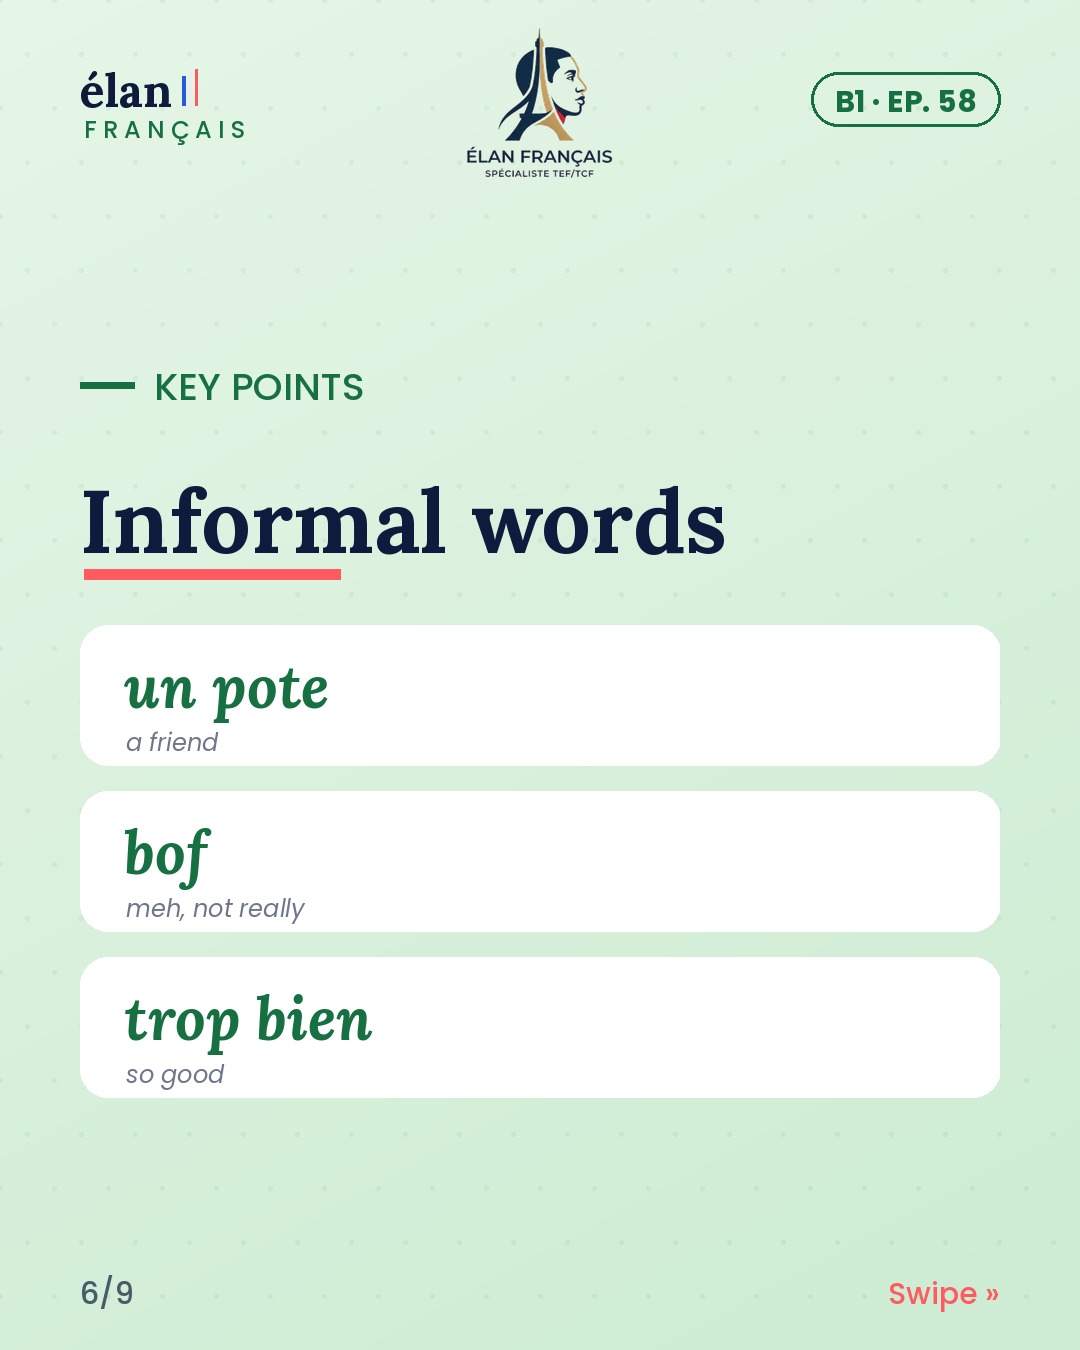 élan
FRANÇAIS
ÉLAN FRANÇAIS
SPÉCIALISTE TEF/TCF
B1 · EP. 58
KEY POINTS
Informal words
un pote
a friend
bof
meh, not really
trop bien
so good
6/9
Swipe »